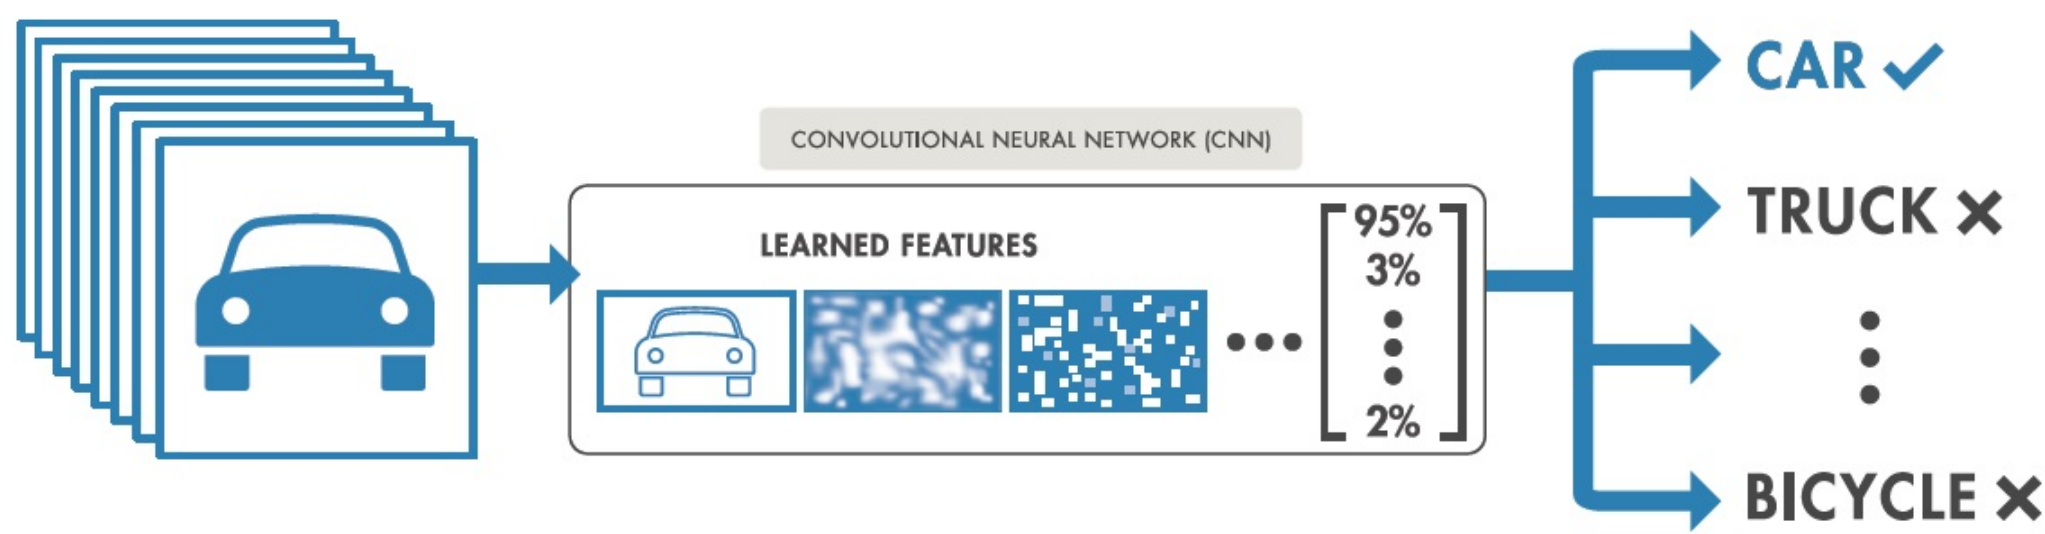 CONVOLUTIONAL NEURAL NETWORK (CNN)
LEARNED FEATURES
95%
3%
2%
CAR
TRUCK
BICYCLE